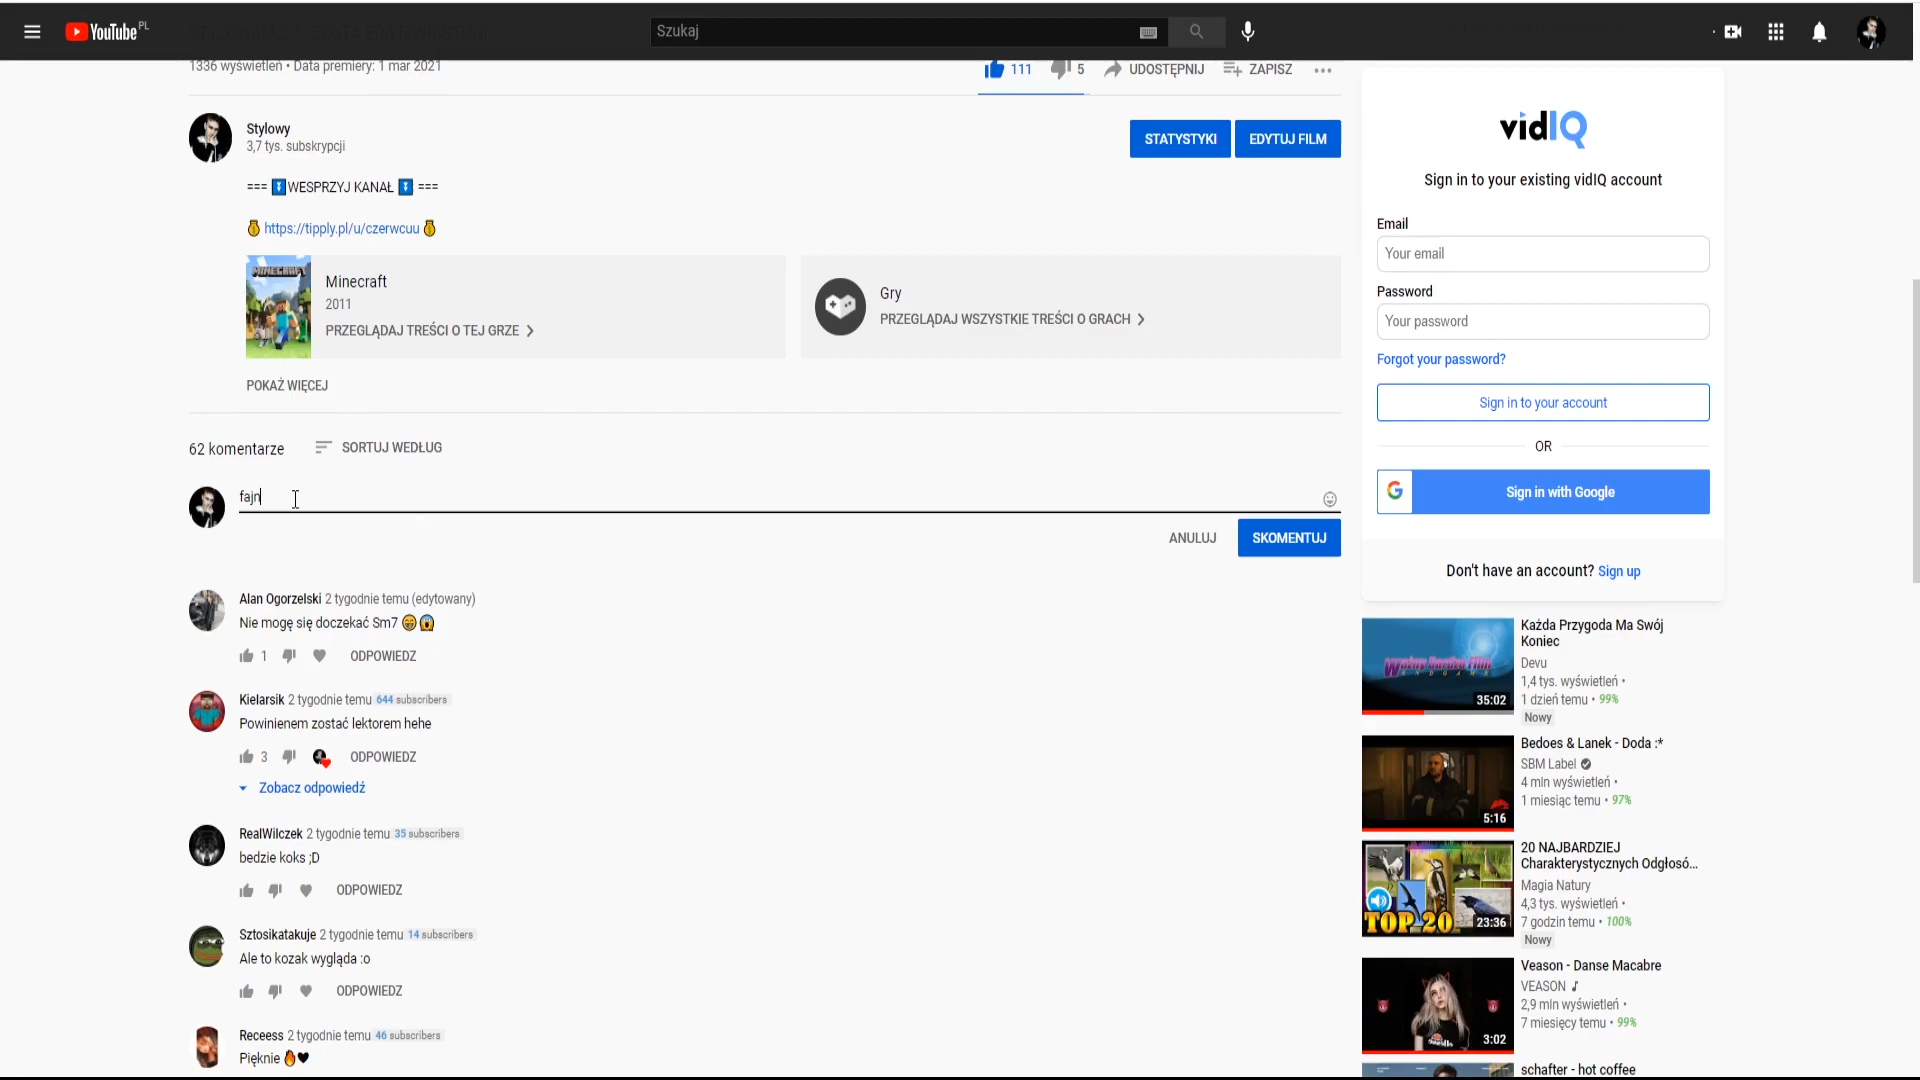 YouTube PL
Szukaj
1336 wyświetleń • Data premiery: 1 mar 2021
111
5
UDOSTĘPNIJ
ZAPISZ
Stylowy
3,7 tys. subskrypcji
STATYSTYKI
EDYTUJ FILM
=== ⏬WESPRZYJ KANAŁ ⏬ ===
💰 https://tipply.pl/u/czerwcuu 💰
MINECRAFT
Minecraft
2011
PRZEGLĄDAJ TREŚCI O TEJ GRZE
Gry
PRZEGLĄDAJ WSZYSTKIE TREŚCI O GRACH
POKAŻ WIĘCEJ
62 komentarze
SORTUJ WEDŁUG
fajn
ANULUJ
SKOMENTUJ
Alan Ogorzelski 2 tygodnie temu (edytowany)
Nie mogę się doczekać Sm7 😁😱
1
ODPOWIEDZ
Kielarsik 2 tygodnie temu 644 subscribers
Powinienem zostać lektorem hehe
3
ODPOWIEDZ
Zobacz odpowiedź
RealWilczek 2 tygodnie temu 35 subscribers
bedzie koks ;D
ODPOWIEDZ
Sztosikatakuje 2 tygodnie temu 14 subscribers
Ale to kozak wygląda :o
ODPOWIEDZ
Receess 2 tygodnie temu 46 subscribers
Pięknie 🔥🖤
vidIQ
Sign in to your existing vidIQ account
Email
Your email
Password
Your password
Forgot your password?
Sign in to your account
OR
Sign in with Google
Don't have an account? Sign up
35:02
Każda Przygoda Ma Swój
Koniec
Devu
1,4 tys. wyświetleń •
1 dzień temu • 99%
Nowy
5:16
Bedoes & Lanek - Doda :*
SBM Label
4 mln wyświetleń •
1 miesiąc temu • 97%
TOP 20
23:36
20 NAJBARDZIEJ
Charakterystycznych Odgłosó...
Magia Natury
4,3 tys. wyświetleń •
7 godzin temu • 100%
Nowy
3:02
Veason - Danse Macabre
VEASON ♪
2,9 mln wyświetleń •
7 miesięcy temu • 99%
schafter - hot coffee